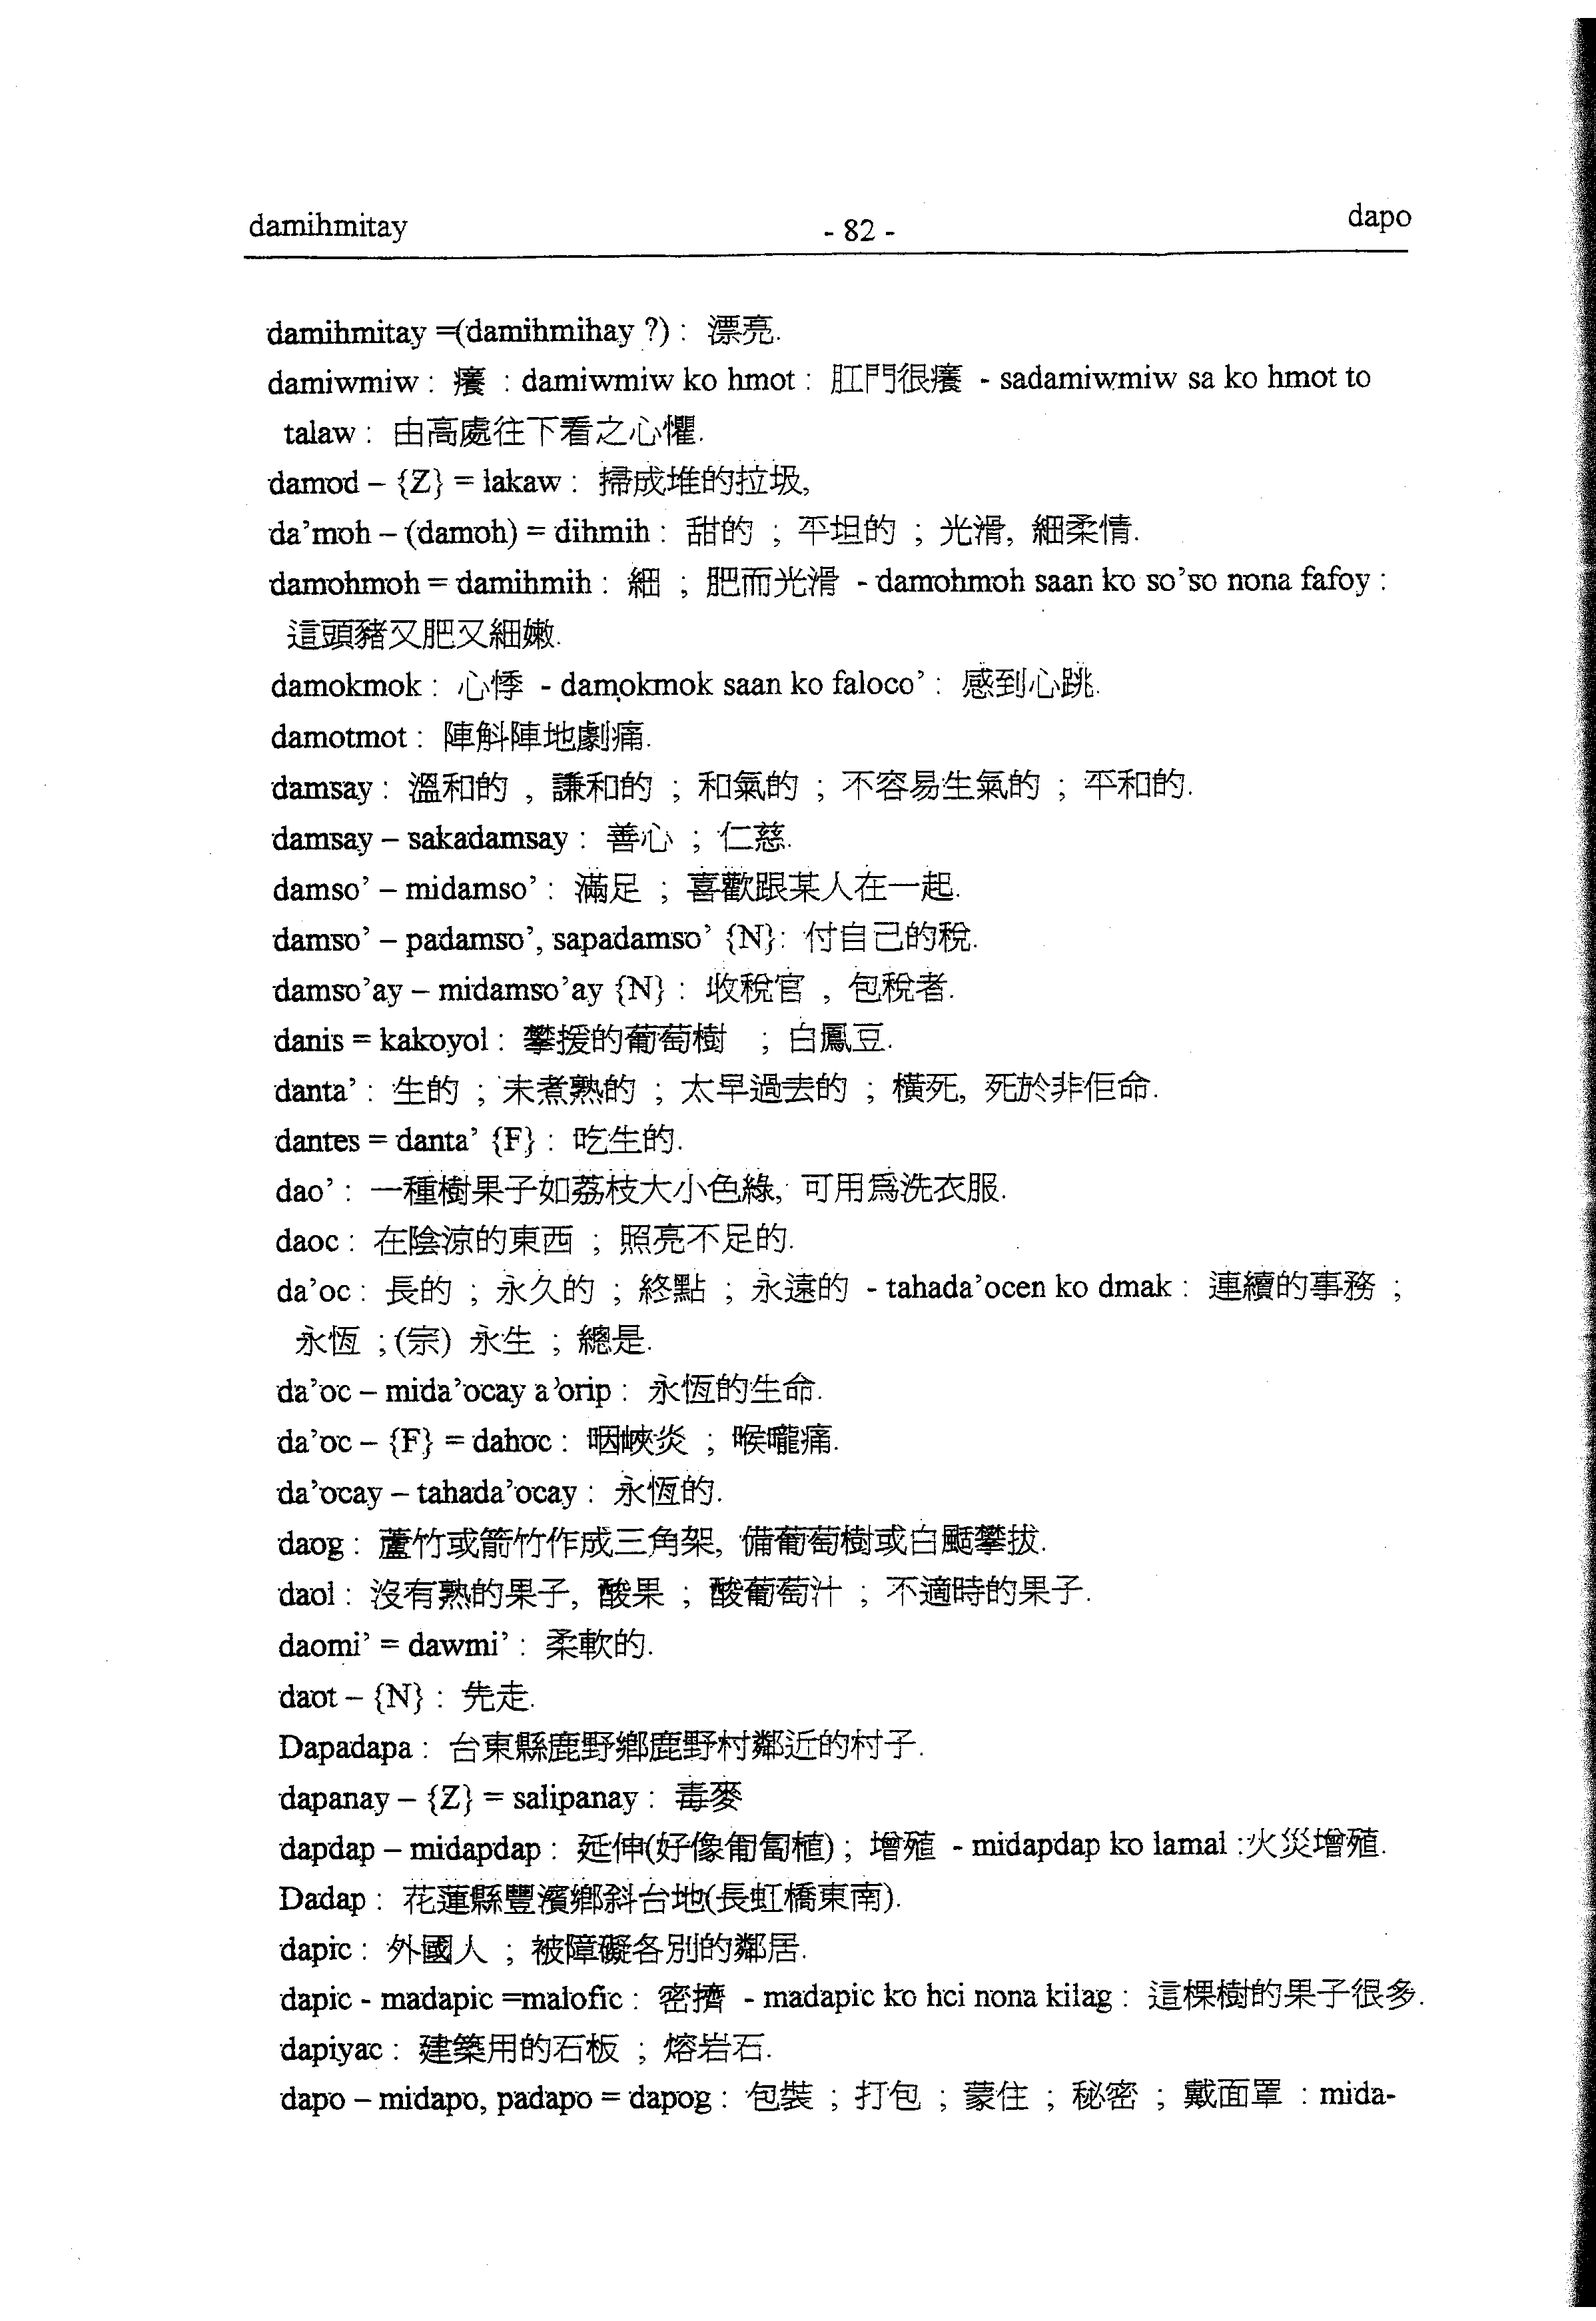 damihmitay
- 82 -
dapo
damihmitay =(damihmihay ?) : 漂亮.
damiwmiw : 癢 : damiwmiw ko hmot : 肛門很癢 - sadamiwmiw sa ko hmot to
talaw : 由高處往下看之心懼.
damod – {Z} = lakaw : 掃成堆的拉圾,
da’moh – (damoh) = dihmih : 甜的 ; 平坦的 ; 光滑, 細柔情.
damohmoh = damihmih : 細 ; 肥而光滑 - damohmoh saan ko so’so nona fafoy :
這頭豬又肥又細嫩.
damokmok : 心悸 - damokmok saan ko faloco’ : 感到心跳.
damotmot : 陣斛陣地劇痛.
damsay : 溫和的 , 謙和的 ; 和氣的 ; 不容易生氣的 ; 平和的.
damsay – sakadamsay : 善心 ; 仁慈.
damso’ – midamso’ : 滿足 ; 喜歡跟某人在一起.
damso’ – padamso’, sapadamso’ {N}: 付自己的稅.
damso’ay – midamso’ay {N} : 收稅官 , 包稅者.
danis = kakoyol : 攀援的葡萄樹 ; 白鳳豆.
danta’ : 生的 ; 未煮熟的 ; 太早過去的 ; 橫死, 死於非佢命.
dantes = danta’ {F} : 吃生的.
dao’ : 一種樹果子如荔枝大小色綠, 可用爲洗衣服.
daoc : 在陰涼的東西 ; 照亮不足的.
da’oc : 長的 ; 永久的 ; 終點 ; 永遠的 - tahada’ocen ko dmak : 連續的事務 ;
永恆 ; (宗) 永生 ; 總是.
da’oc – mida’ocay a ’orip : 永恆的生命.
da’oc – {F} = dahoc : 咽峽炎 ; 喉嚨痛.
da’ocay – tahada’ocay : 永恆的.
daog : 蘆竹或箭竹作成三角架, 備葡萄樹或白颳攀拔.
daol : 沒有熟的果子, 酸果 ; 酸葡萄汁 ; 不適時的果子.
daomi’ = dawmi’ : 柔軟的.
daot – {N} : 先走.
Dapadapa : 台東縣鹿野鄉鹿野村鄰近的村子.
dapanay – {Z} = salipanay : 毒麥
dapdap – midapdap : 延伸(好像匍匐植) ; 增殖 - midapdap ko lamal :火災增殖.
Dadap : 花蓮縣豐濱鄉斜台地(長虹橋東南).
dapic : 外國人 ; 被障礙各別的鄰居.
dapic - madapic =malofic : 密擠 - madapic ko hci nona kilag : 這棵樹的果子很多.
dapiyac : 建築用的石板 ; 熔岩石.
dapo – midapo, padapo = dapog : 包裝 ; 打包 ; 蒙住 ; 秘密 ; 戴面罩 : mida-